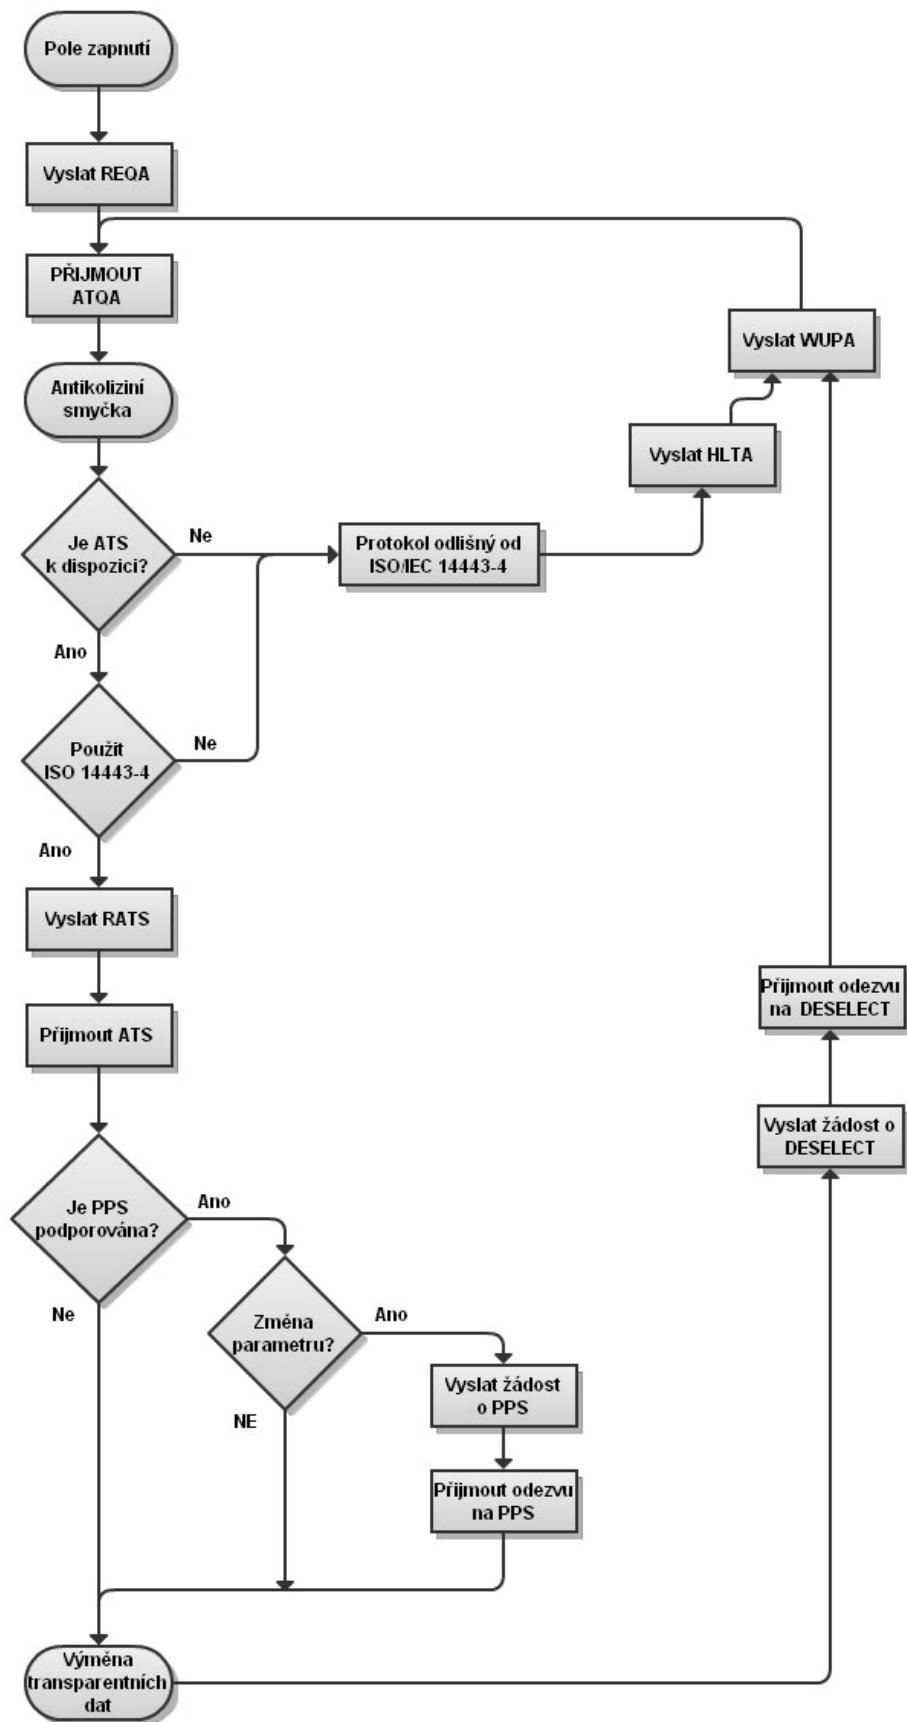 Pole zapnutí
Vyslat REQA
PŘIJMOUT
ATQA
Vyslat WUPA
Antikoliziní
smyčka
Vyslat HLTA
Je ATS
k dispozici?
Ne
Protokol odlišný od
ISO/IEC 14443-4
Ano
Použit
ISO 14443-4
Ne
Ano
Vyslat RATS
Přijmout ATS
Přijmout odezvu
na DESELECT
Vyslat žádost o
DESELECT
Je PPS
podporována?
Ano
Ne
Změna
parametru?
Ano
NE
Vyslat žádost
o PPS
Přijmout odezvu
na PPS
Výměna
transparentních
dat